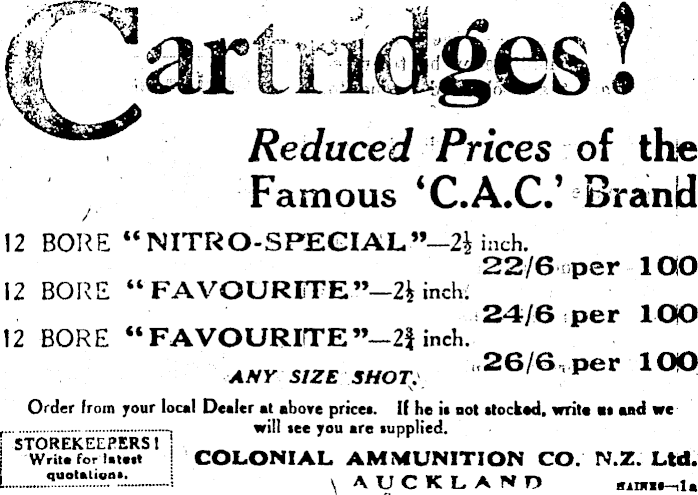 Cartridges!
Reduced Prices of the
Famous 'C.A.C.' Brand
12 BORE "NITRO-SPECIAL"—2½ inch.
22/6 per 100
12 BORE "FAVOURITE"—2½ inch.
24/6 per 100
12 BORE "FAVOURITE"—2¾ inch.
26/6 per 100
ANY SIZE SHOT.
Order from your local Dealer at above prices. If he is not stocked, write us and we
will see you are supplied.
STOREKEEPERS!
Write for latest
quotations.
COLONIAL AMMUNITION CO. N.Z. Ltd.
AUCKLAND
HAINES—1a